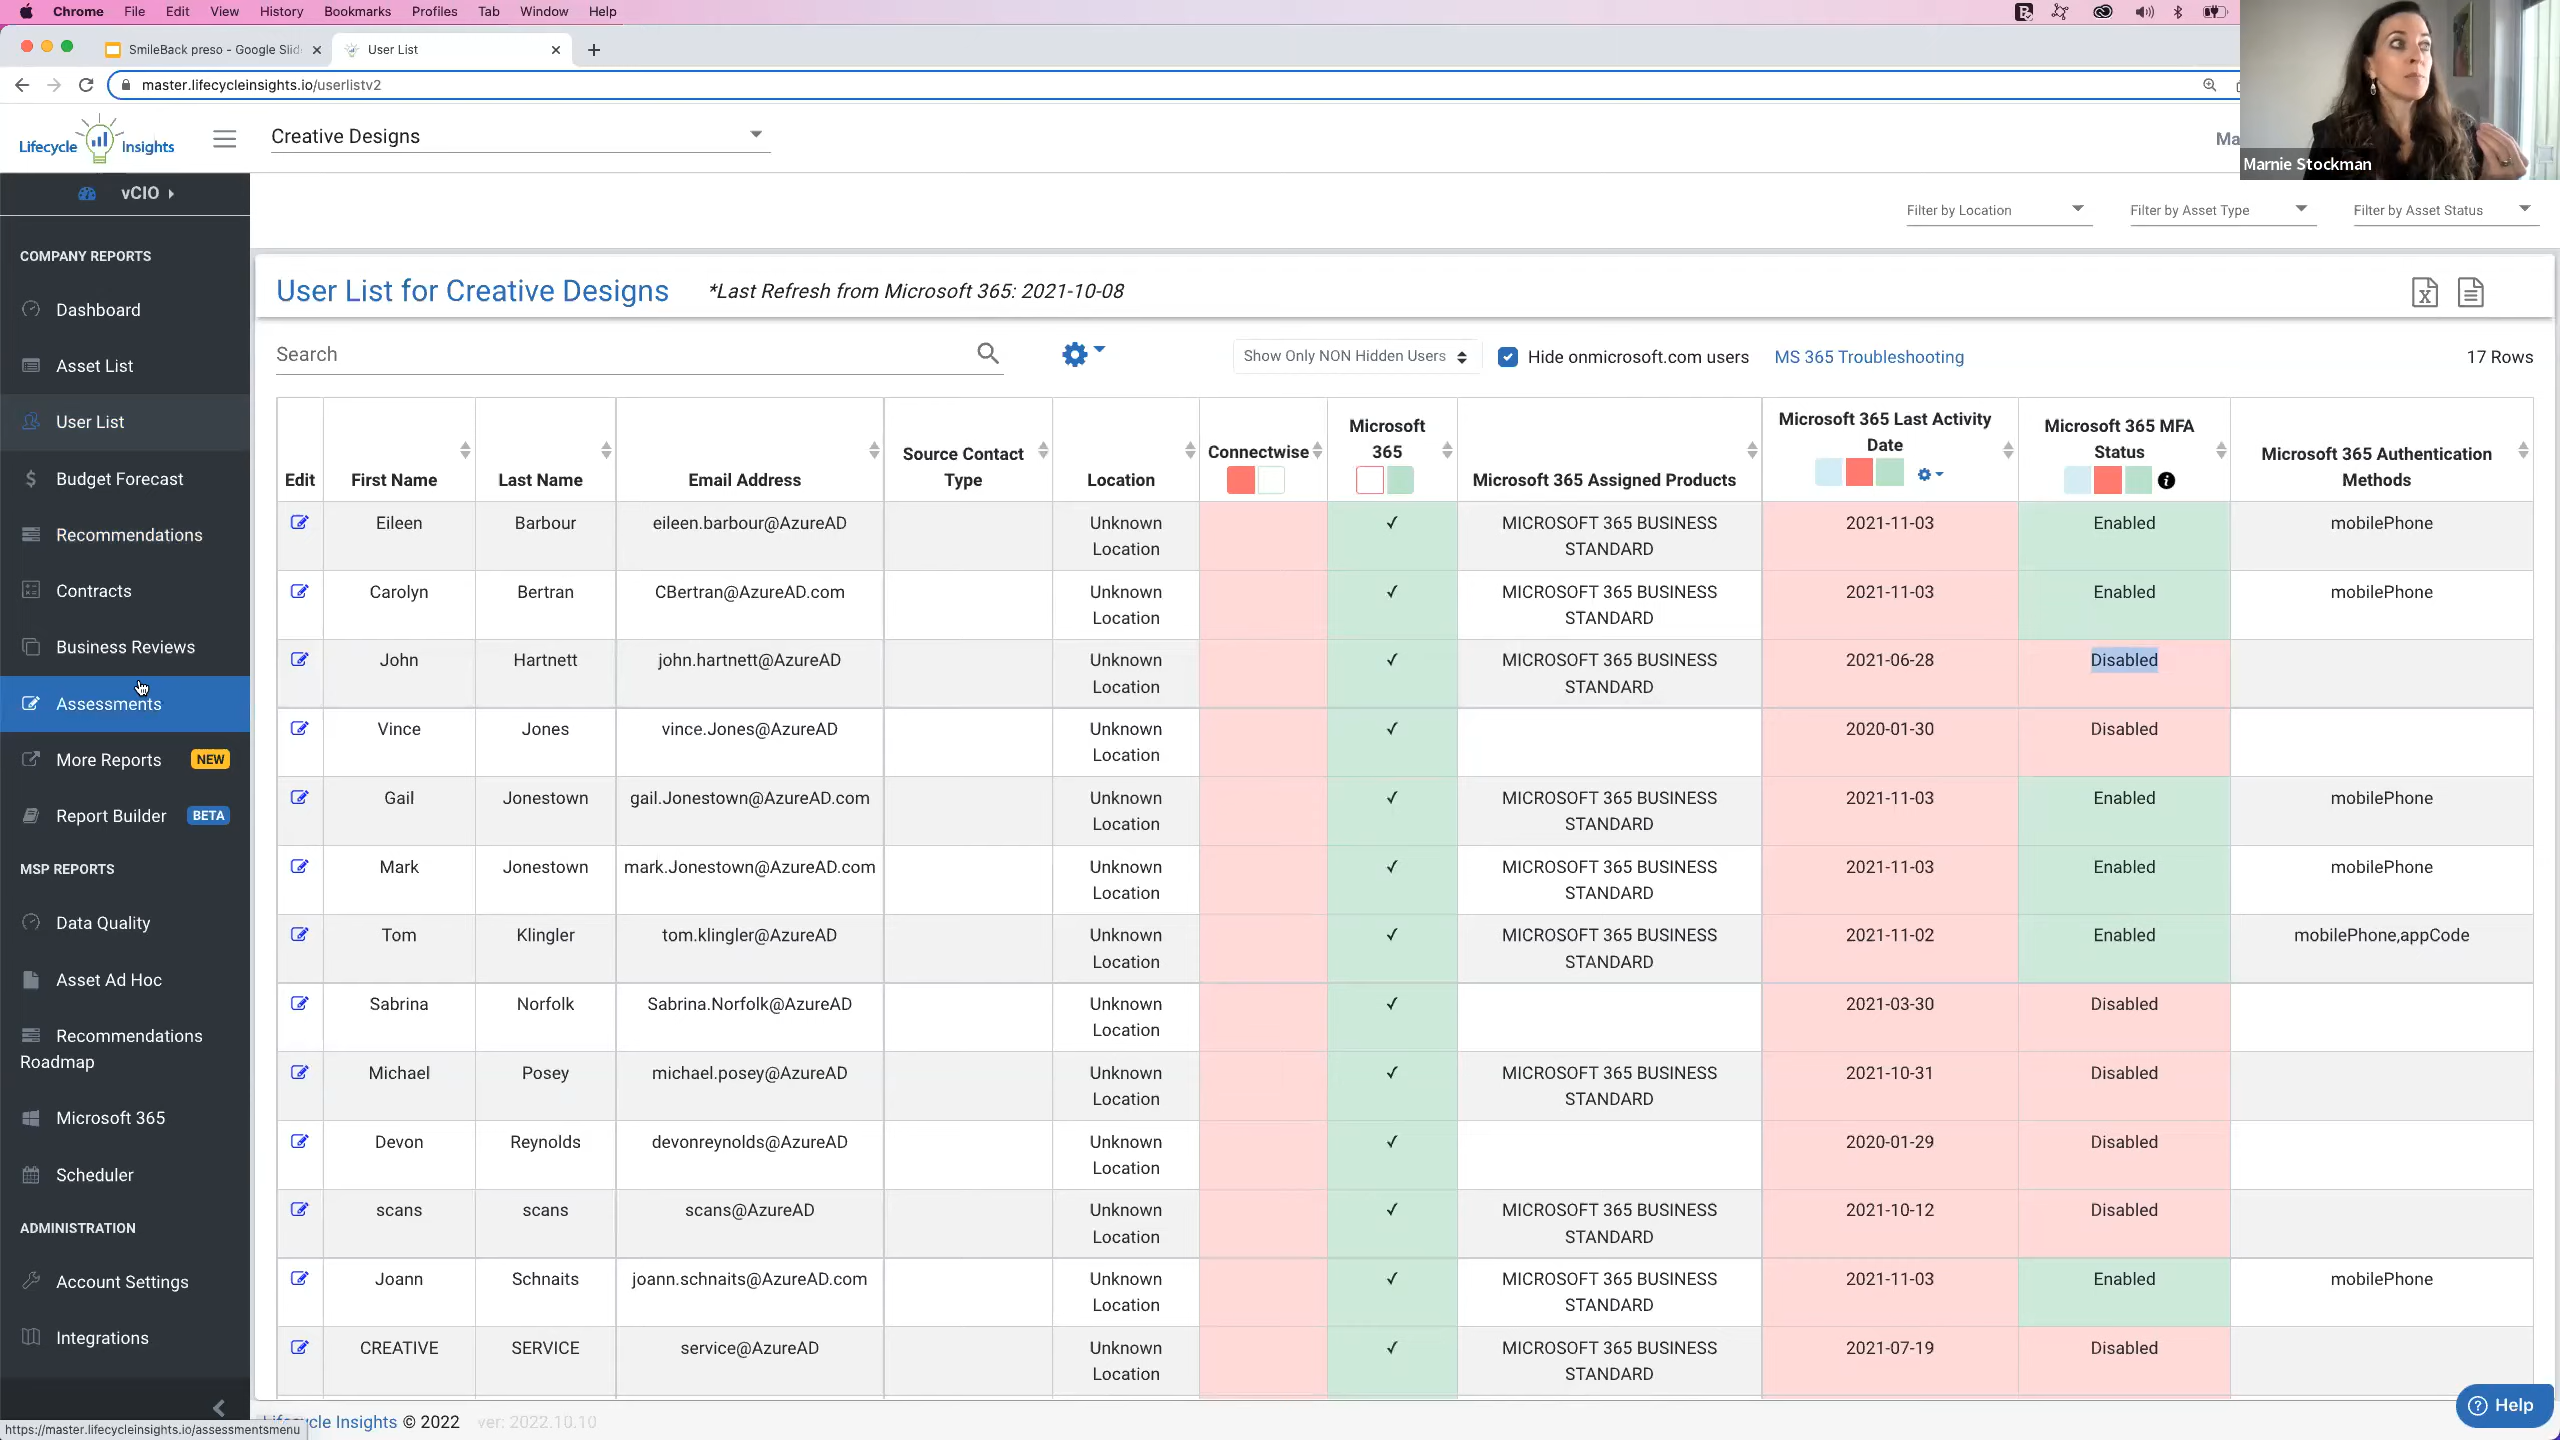 Chrome File Edit View History Bookmarks Profiles Tab Window Help
SmileBack preso - Google Slid
User List
master.lifecycleinsights.io/userlistv2
Lifecycle Insights
Creative Designs
Ma
Marnie Stockman
vCIO
Filter by Location
Filter by Asset Type
Filter by Asset Status
COMPANY REPORTS
Dashboard
Asset List
User List
Budget Forecast
Recommendations
Contracts
Business Reviews
Assessments
More Reports NEW
Report Builder BETA
MSP REPORTS
Data Quality
Asset Ad Hoc
Recommendations
Roadmap
Microsoft 365
Scheduler
ADMINISTRATION
Account Settings
Integrations
https://master.lifecycleinsights.io/assessmentsmenu
User List for Creative Designs *Last Refresh from Microsoft 365: 2021-10-08
Search
Show Only NON Hidden Users
Hide onmicrosoft.com users
MS 365 Troubleshooting
17 Rows
Edit
First Name
Last Name
Email Address
Source Contact
Type
Location
Connectwise
Microsoft
365
Microsoft 365 Assigned Products
Microsoft 365 Last Activity
Date
Microsoft 365 MFA
Status
Microsoft 365 Authentication
Methods
Eileen Barbour eileen.barbour@AzureAD Unknown ✓ MICROSOFT 365 BUSINESS 2021-11-03 Enabled mobilePhone
Location STANDARD
Carolyn Bertran CBertran@AzureAD.com Unknown ✓ MICROSOFT 365 BUSINESS 2021-11-03 Enabled mobilePhone
Location STANDARD
John Hartnett john.hartnett@AzureAD Unknown ✓ MICROSOFT 365 BUSINESS 2021-06-28 Disabled
Location STANDARD
Vince Jones vince.Jones@AzureAD Unknown ✓ 2020-01-30 Disabled
Location
Gail Jonestown gail.Jonestown@AzureAD.com Unknown ✓ MICROSOFT 365 BUSINESS 2021-11-03 Enabled mobilePhone
Location STANDARD
Mark Jonestown mark.Jonestown@AzureAD.com Unknown ✓ MICROSOFT 365 BUSINESS 2021-11-03 Enabled mobilePhone
Location STANDARD
Tom Klingler tom.klingler@AzureAD Unknown ✓ MICROSOFT 365 BUSINESS 2021-11-02 Enabled mobilePhone,appCode
Location STANDARD
Sabrina Norfolk Sabrina.Norfolk@AzureAD Unknown ✓ 2021-03-30 Disabled
Location
Michael Posey michael.posey@AzureAD Unknown ✓ MICROSOFT 365 BUSINESS 2021-10-31 Disabled
Location STANDARD
Devon Reynolds devonreynolds@AzureAD Unknown ✓ 2020-01-29 Disabled
Location
scans scans scans@AzureAD Unknown ✓ MICROSOFT 365 BUSINESS 2021-10-12 Disabled
Location STANDARD
Joann Schnaits joann.schnaits@AzureAD.com Unknown ✓ MICROSOFT 365 BUSINESS 2021-11-03 Enabled mobilePhone
Location STANDARD
CREATIVE SERVICE service@AzureAD Unknown ✓ MICROSOFT 365 BUSINESS 2021-07-19 Disabled
Location STANDARD
Lifecycle Insights © 2022 ver: 2022.10.10
Help